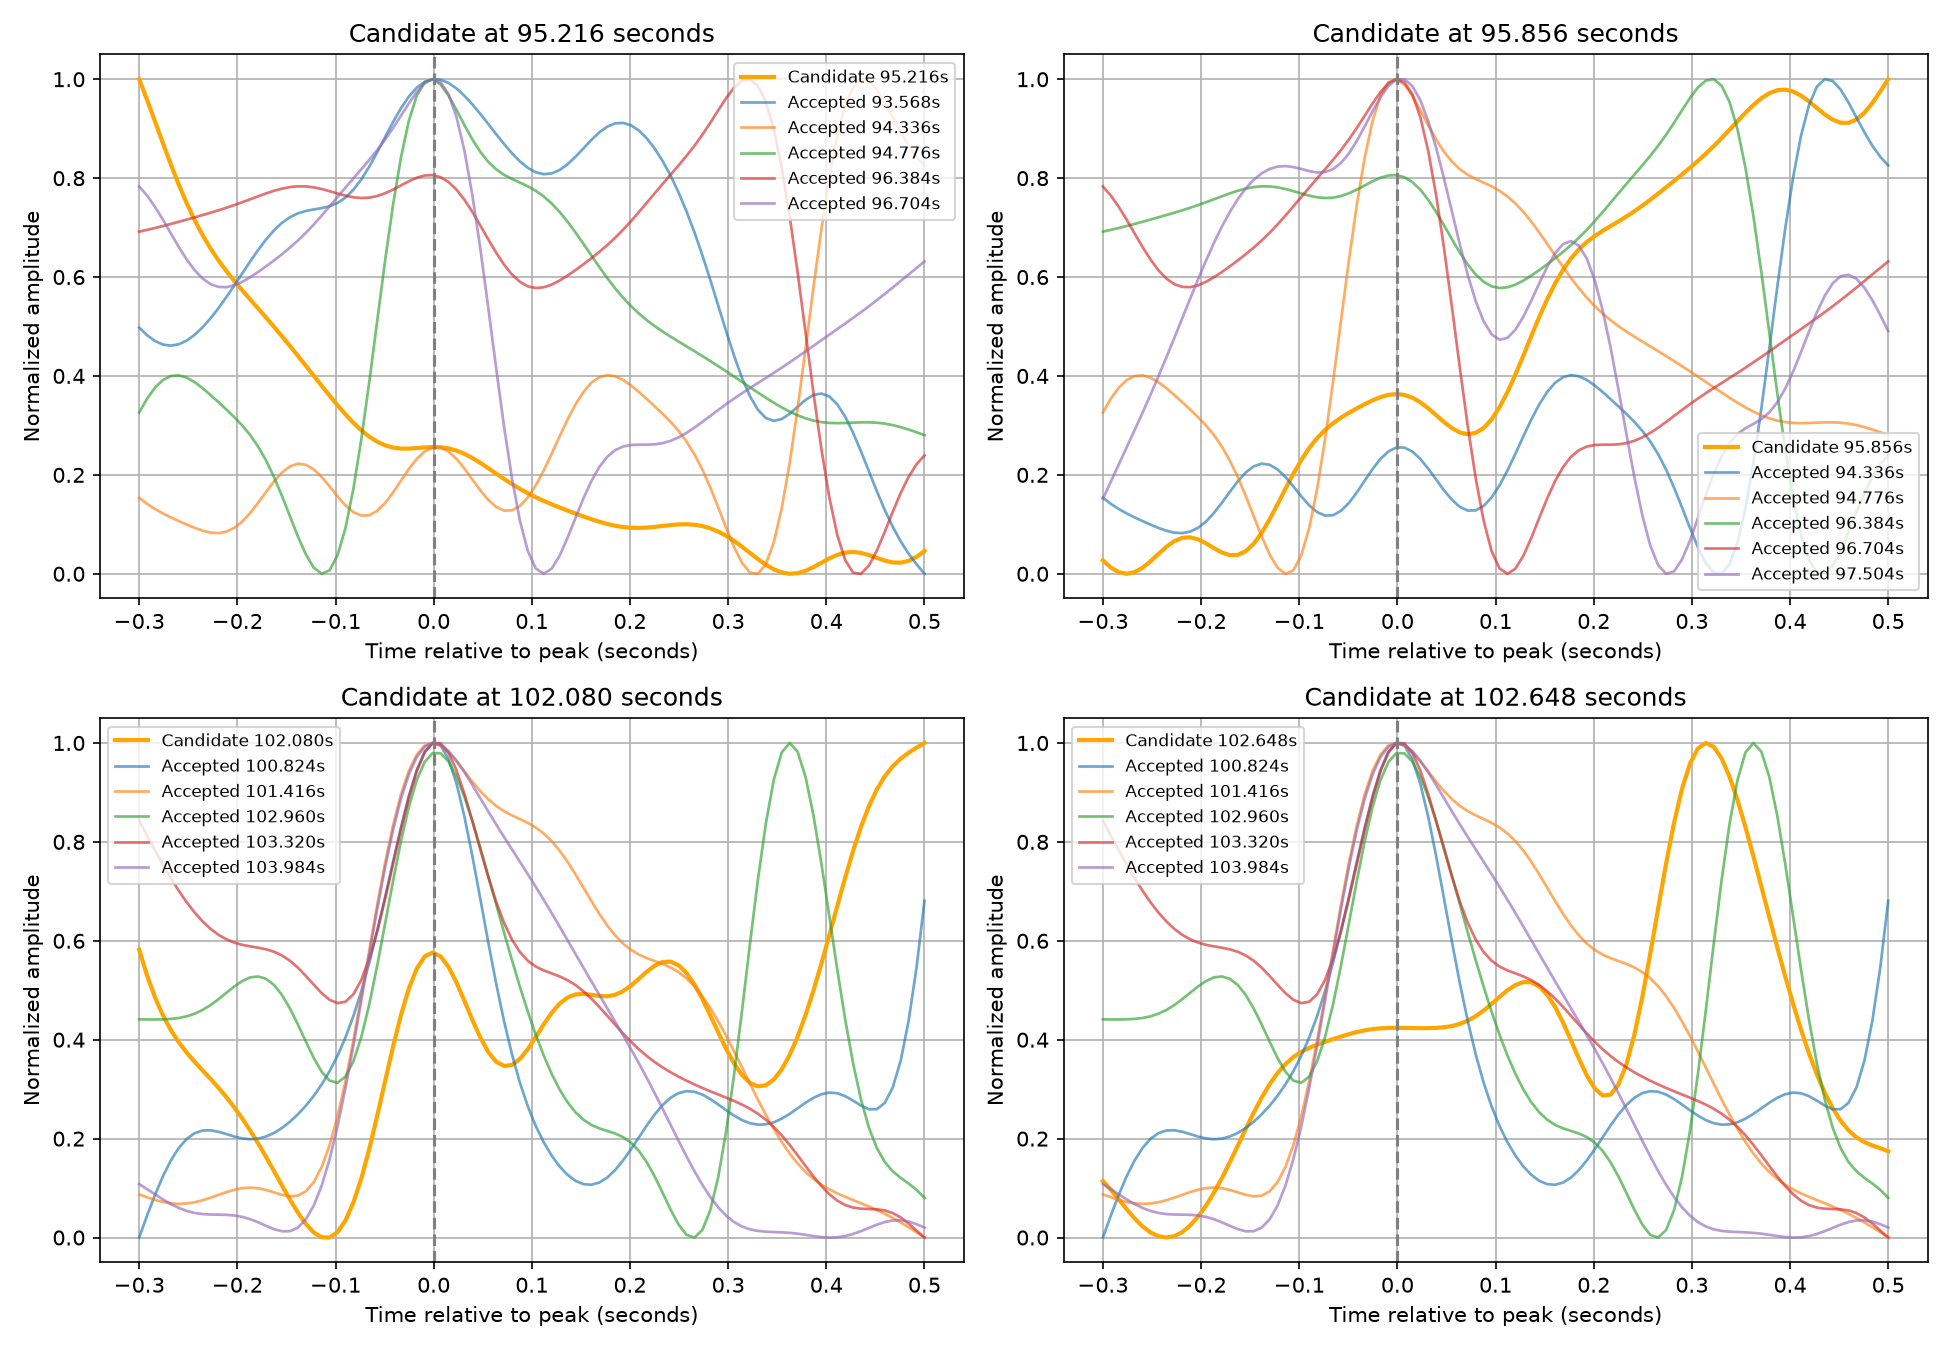 Candidate at 95.216 seconds
Normalized amplitude
1.0
0.8
0.6
0.4
0.2
0.0
Candidate 95.216s
Accepted 93.568s
Accepted 94.336s
Accepted 94.776s
Accepted 96.384s
Accepted 96.704s
−0.3 −0.2 −0.1 0.0 0.1 0.2 0.3 0.4 0.5
Time relative to peak (seconds)
Candidate at 95.856 seconds
Normalized amplitude
1.0
0.8
0.6
0.4
0.2
0.0
Candidate 95.856s
Accepted 94.336s
Accepted 94.776s
Accepted 96.384s
Accepted 96.704s
Accepted 97.504s
−0.3 −0.2 −0.1 0.0 0.1 0.2 0.3 0.4 0.5
Time relative to peak (seconds)
Candidate at 102.080 seconds
Normalized amplitude
1.0
0.8
0.6
0.4
0.2
0.0
Candidate 102.080s
Accepted 100.824s
Accepted 101.416s
Accepted 102.960s
Accepted 103.320s
Accepted 103.984s
−0.3 −0.2 −0.1 0.0 0.1 0.2 0.3 0.4 0.5
Time relative to peak (seconds)
Candidate at 102.648 seconds
Normalized amplitude
1.0
0.8
0.6
0.4
0.2
0.0
Candidate 102.648s
Accepted 100.824s
Accepted 101.416s
Accepted 102.960s
Accepted 103.320s
Accepted 103.984s
−0.3 −0.2 −0.1 0.0 0.1 0.2 0.3 0.4 0.5
Time relative to peak (seconds)